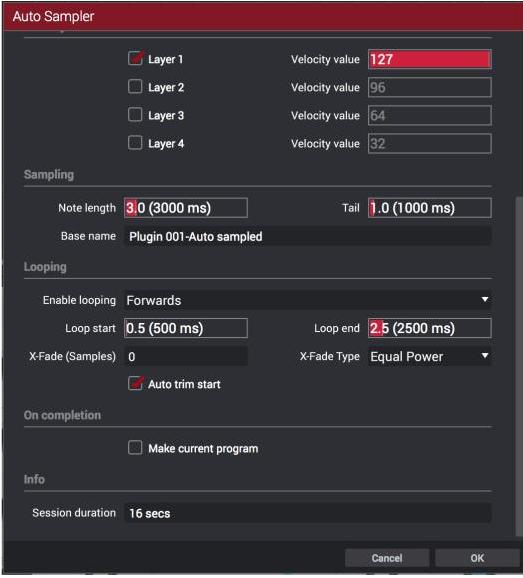 Auto Sampler
Layer 1 Velocity value 127
Layer 2 Velocity value 96
Layer 3 Velocity value 64
Layer 4 Velocity value 32
Sampling
Note length 3.0 (3000 ms) Tail 1.0 (1000 ms)
Base name Plugin 001-Auto sampled
Looping
Enable looping Forwards
Loop start 0.5 (500 ms) Loop end 2.5 (2500 ms)
X-Fade (Samples) 0 X-Fade Type Equal Power
Auto trim start
On completion
Make current program
Info
Session duration 16 secs
Cancel OK